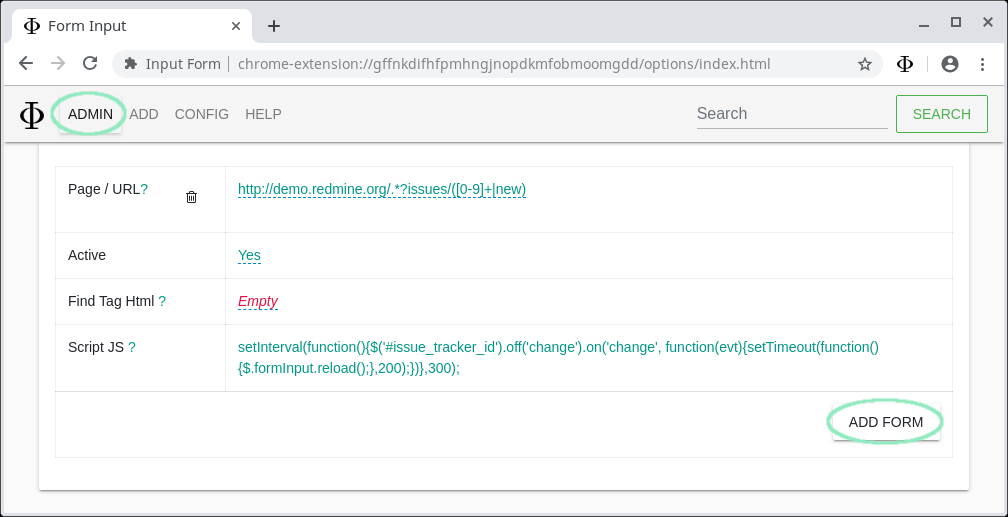 Form Input
Input Form | chrome-extension://gffnkdifhfpmhngjnopdkmfobmoomgdd/options/index.html
Φ ADMIN ADD CONFIG HELP Search SEARCH
Page / URL? http://demo.redmine.org/.*?issues/([0-9]+|new)
Active Yes
Find Tag Html ? Empty
Script JS ? setInterval(function(){$('#issue_tracker_id').off('change').on('change', function(evt){setTimeout(function()
{$.formInput.reload();},200);})},300);
ADD FORM